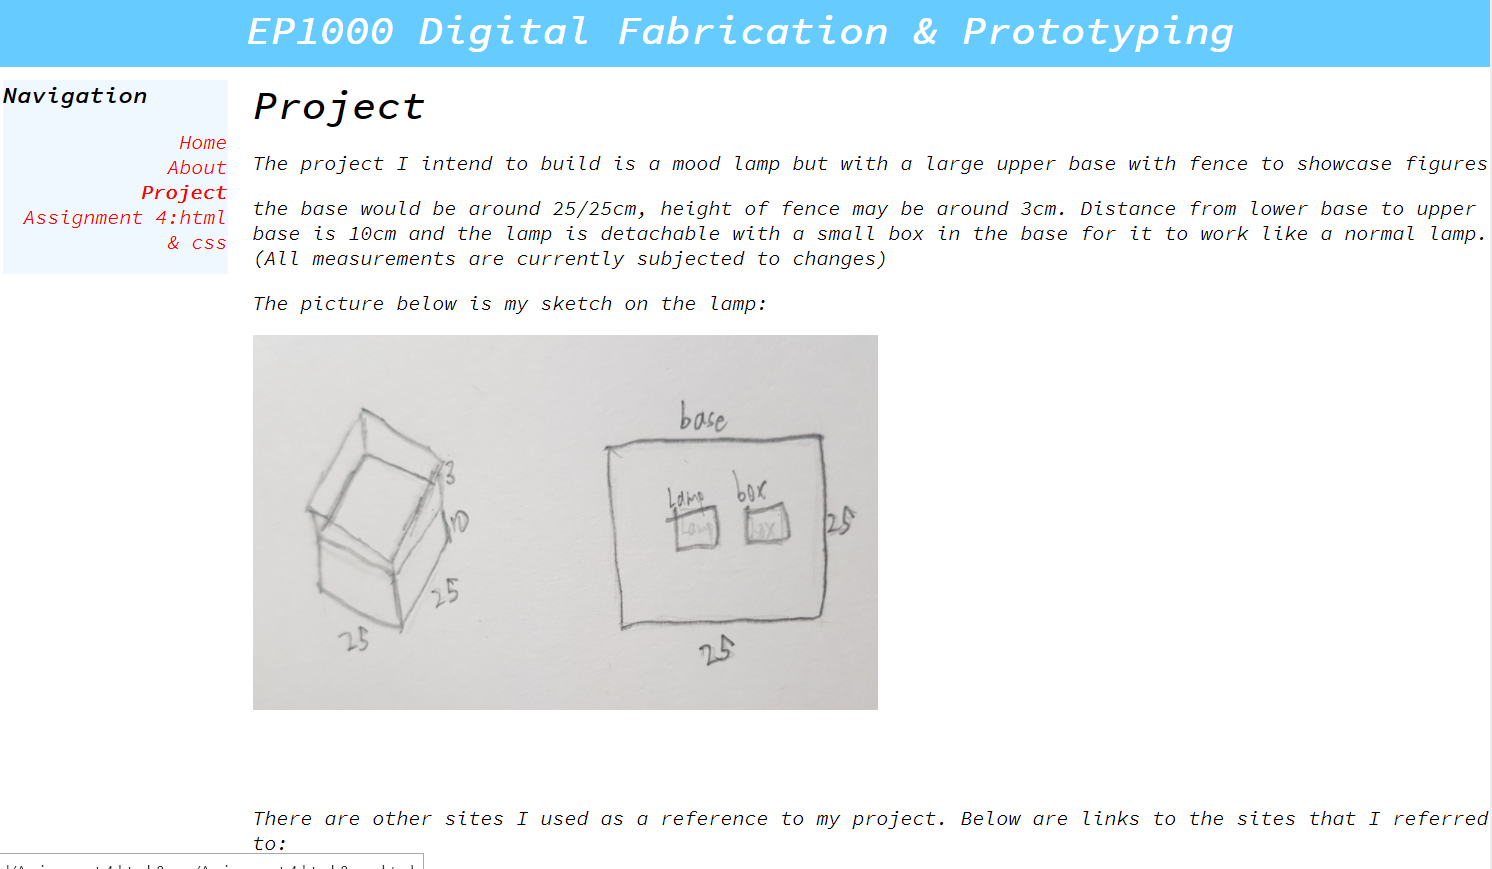 EP1000 Digital Fabrication & Prototyping
Navigation
Home
About
Project
Assignment 4:html
& css
Project
The project I intend to build is a mood lamp but with a large upper base with fence to showcase figures
the base would be around 25/25cm, height of fence may be around 3cm. Distance from lower base to upper
base is 10cm and the lamp is detachable with a small box in the base for it to work like a normal lamp.
(All measurements are currently subjected to changes)
The picture below is my sketch on the lamp:
3
10
25
25
base
Lamp
box
Lamp
box
25
25
There are other sites I used as a reference to my project. Below are links to the sites that I referred
to: